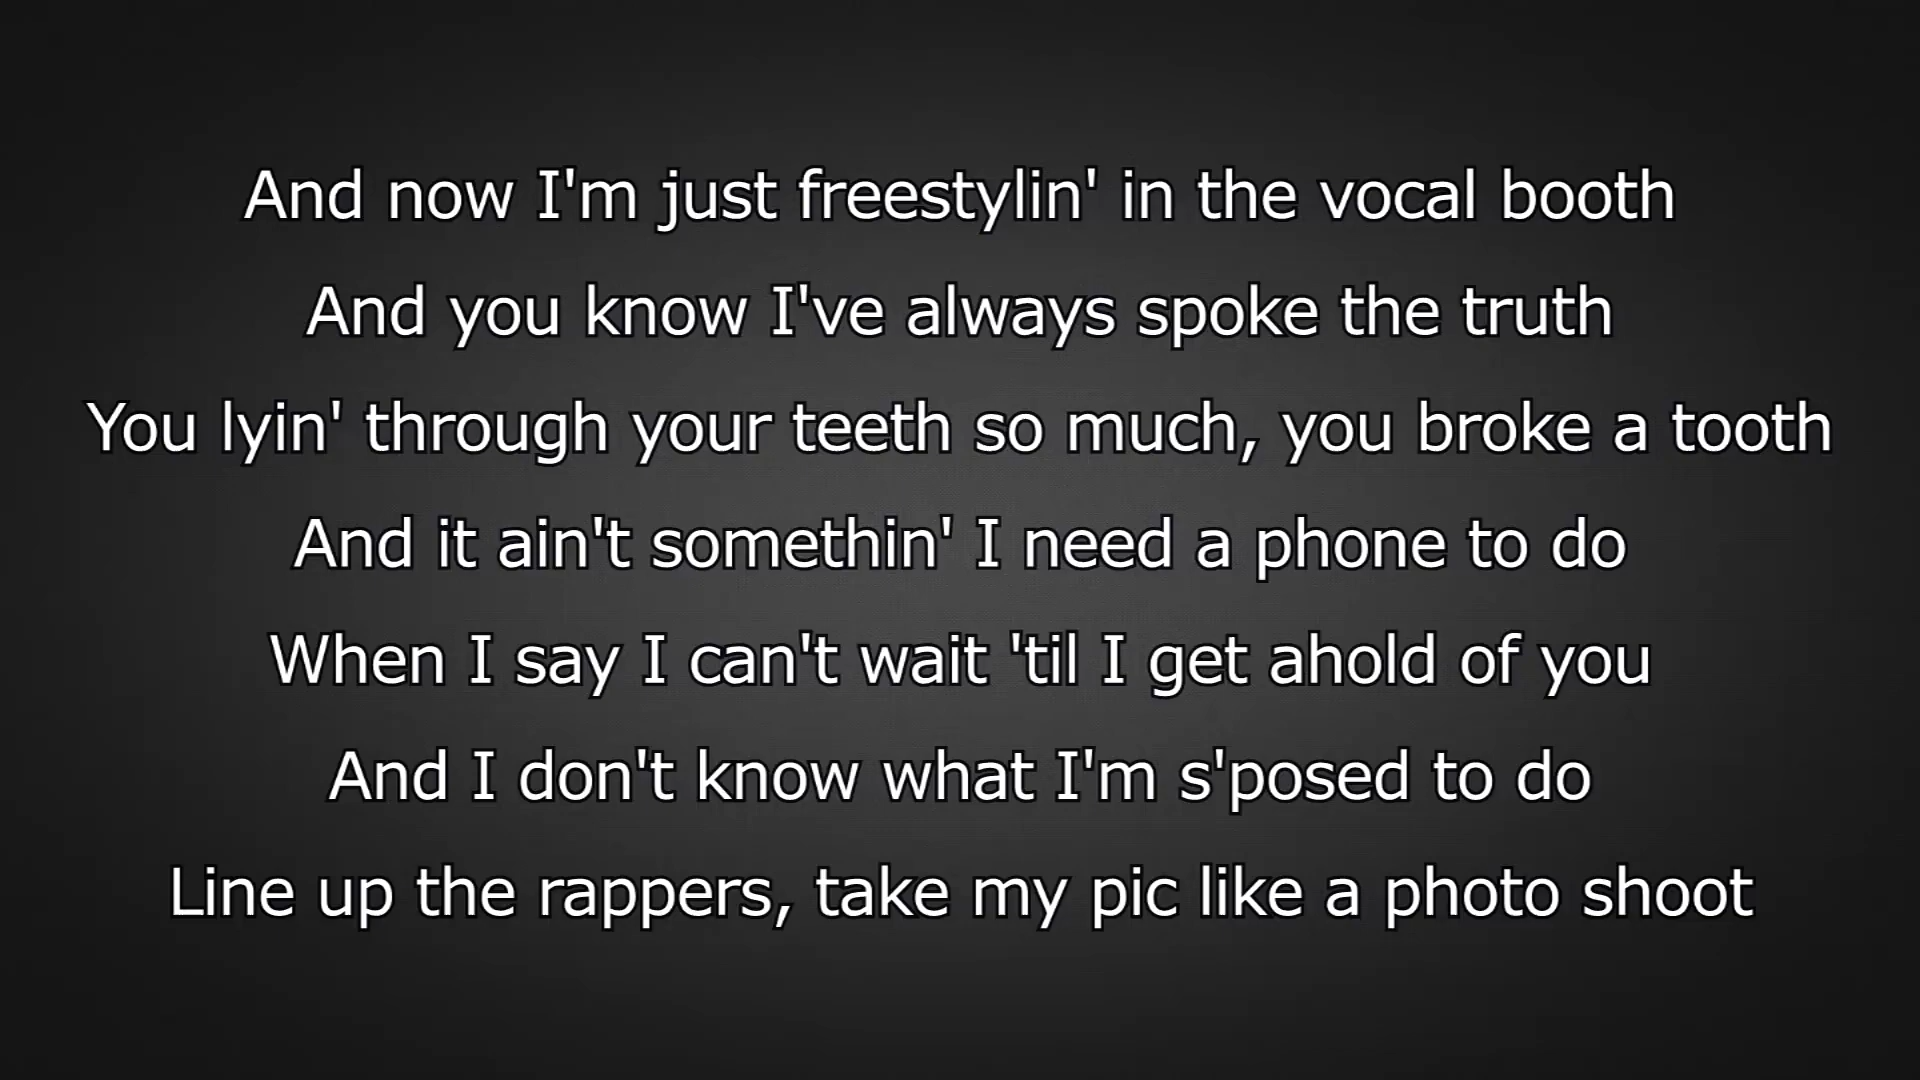 And now I'm just freestylin' in the vocal booth
And you know I've always spoke the truth
You lyin' through your teeth so much, you broke a tooth
And it ain't somethin' I need a phone to do
When I say I can't wait 'til I get ahold of you
And I don't know what I'm s'posed to do
Line up the rappers, take my pic like a photo shoot